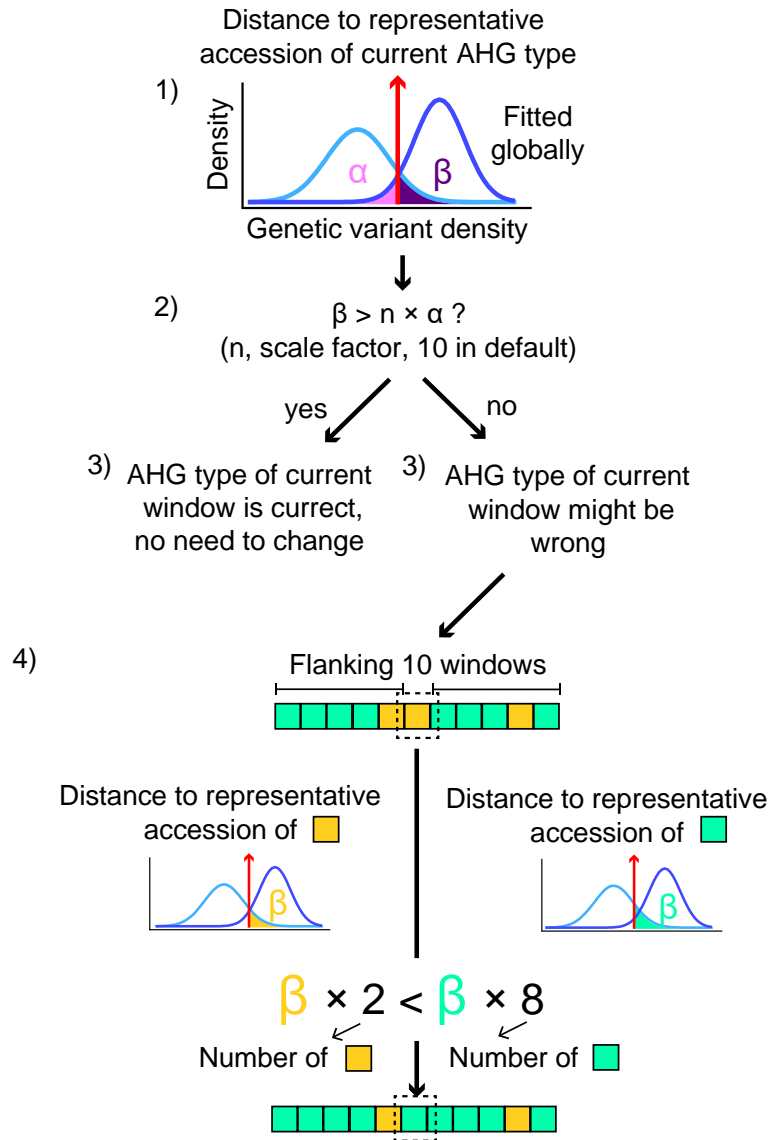 Distance to representative
accession of current AHG type
1)
Density
α
β
Fitted
globally
Genetic variant density
2)
β > n × α ?
(n, scale factor, 10 in default)
yes
no
3)
AHG type of current
window is currect,
no need to change
3)
AHG type of current
window might be
wrong
4)
Flanking 10 windows
Distance to representative
accession of
β
Distance to representative
accession of
β
β × 2 < β × 8
Number of
Number of